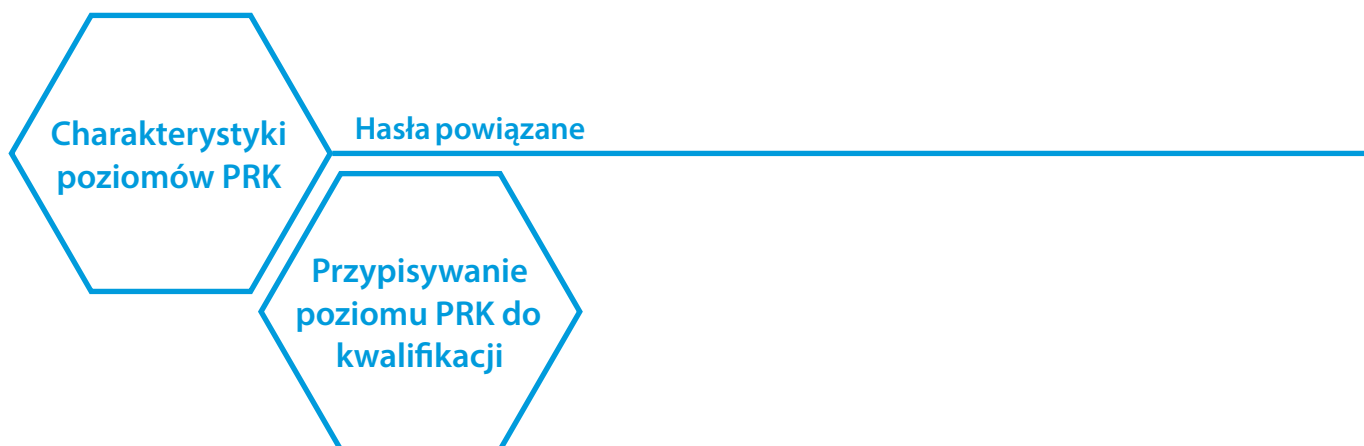 Charakterystyki
poziomów PRK
Hasła powiązane
Przypisywanie
poziomu PRK do
kwalifikacji